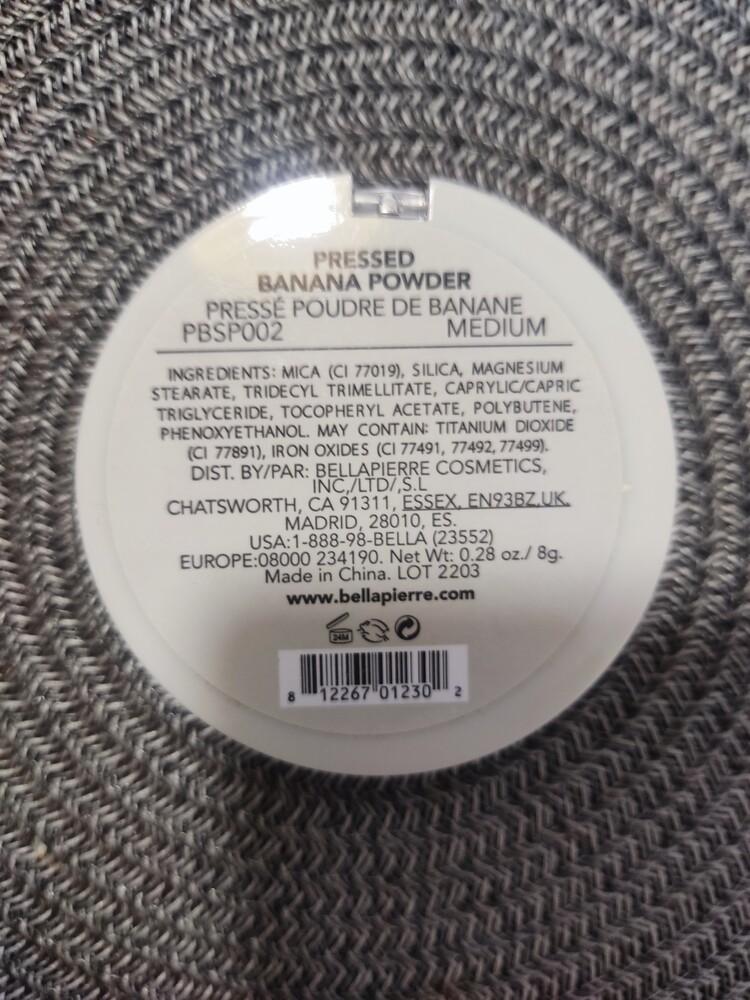 PRESSED
BANANA POWDER
PRESSÉ POUDRE DE BANANE
PBSP002 MEDIUM
INGREDIENTS: MICA (CI 77019), SILICA, MAGNESIUM
STEARATE, TRIDECYL TRIMELLITATE, CAPRYLIC/CAPRIC
TRIGLYCERIDE, TOCOPHERYL ACETATE, POLYBUTENE,
PHENOXYETHANOL. MAY CONTAIN: TITANIUM DIOXIDE
(CI 77891), IRON OXIDES (CI 77491, 77492, 77499).
DIST. BY/PAR: BELLAPIERRE COSMETICS,
INC,/LTD/,S.L
CHATSWORTH, CA 91311, ESSEX, EN93BZ,UK,
MADRID, 28010, ES.
USA:1-888-98-BELLA (23552)
EUROPE:08000 234190. Net Wt: 0.28 oz./ 8g.
Made in China. LOT 2203
www.bellapierre.com
24M
8 12267 01230 2